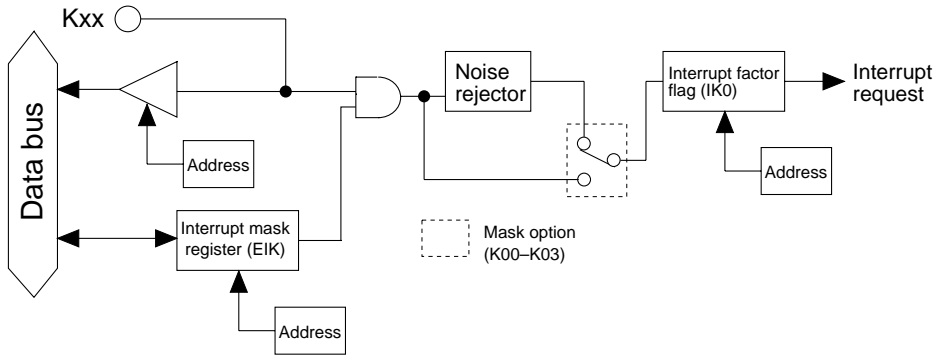 Kxx
Data bus
Address
Interrupt mask
register (EIK)
Address
Noise
rejector
Mask option
(K00–K03)
Interrupt factor
flag (IK0)
Address
Interrupt
request